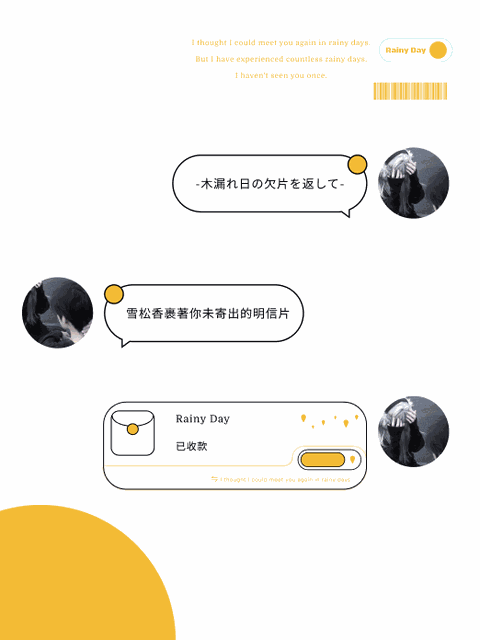 I thought I could meet you again in rainy days
But I have experienced countless rainy days.
I haven't seen you once.
Rainy Day
-木漏れ日の欠片を返して-
雪松香裹著你未寄出的明信片
Rainy Day
已收款
I thought I could meet you again in rainy days